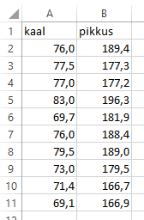 A B
1 kaal pikkus
2 76,0 189,4
3 77,5 177,3
4 77,0 177,2
5 83,0 196,3
6 69,7 181,9
7 76,0 188,4
8 79,5 189,0
9 73,0 179,5
10 71,4 166,7
11 69,1 166,9